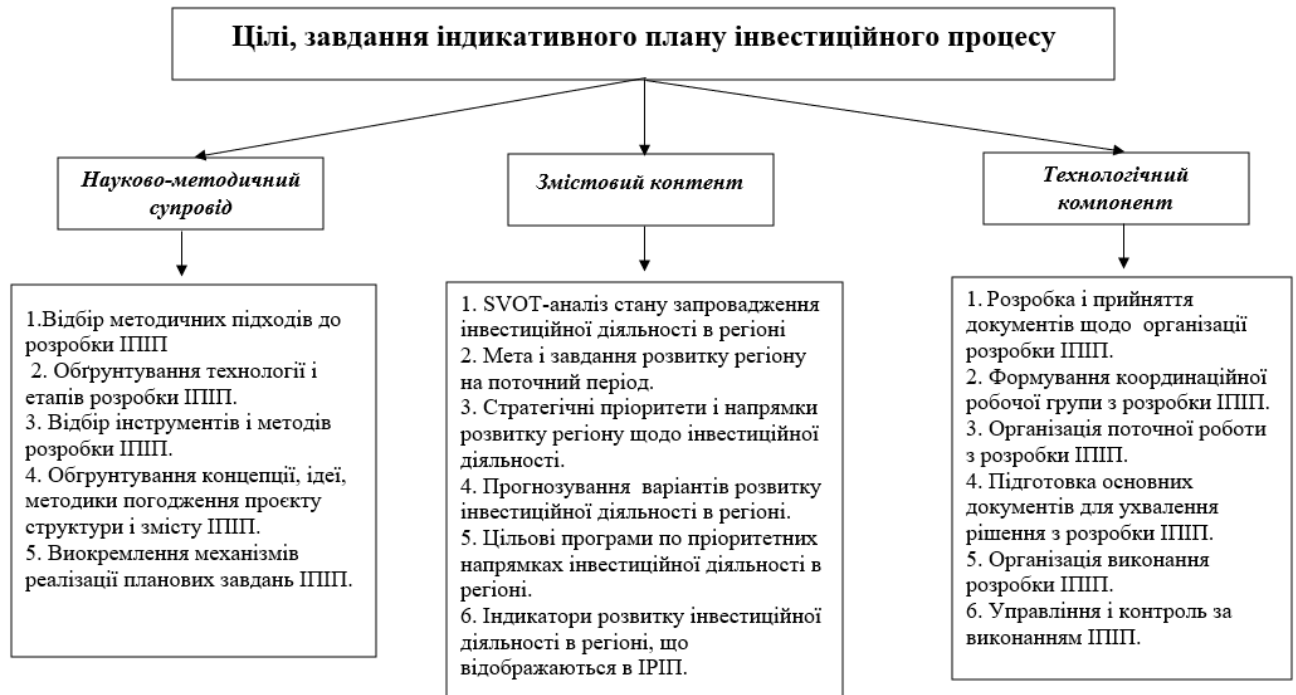 Цілі, завдання індикативного плану інвестиційного процесу
Науково-методичний
супровід
Змістовий контент
Технологічний
компонент
1.Відбір методичних підходів до
розробки ІПІП
2. Обґрунтування технології і
етапів розробки ІПІП.
3. Відбір інструментів і методів
розробки ІПІП.
4. Обгрунтування концепції, ідеї,
методики погодження проєкту
структури і змісту ІПІП.
5. Виокремлення механізмів
реалізації планових завдань ІПІП.
1. SVOT-аналіз стану запровадження
інвестиційної діяльності в регіоні
2. Мета і завдання розвитку регіону
на поточний період.
3. Стратегічні пріоритети і напрямки
розвитку регіону щодо інвестиційної
діяльності.
4. Прогнозування варіантів розвитку
інвестиційної діяльності в регіоні.
5. Цільові програми по пріоритетних
напрямках інвестиційної діяльності в
регіоні.
6. Індикатори розвитку інвестиційної
діяльності в регіоні, що
відображаються в ІРІП.
1. Розробка і прийняття
документів щодо організації
розробки ІПІП.
2. Формування координаційної
робочої групи з розробки ІПІП.
3. Організація поточної роботи
з розробки ІПІП.
4. Підготовка основних
документів для ухвалення
рішення з розробки ІПІП.
5. Організація виконання
розробки ІПІП.
6. Управління і контроль за
виконанням ІПІП.